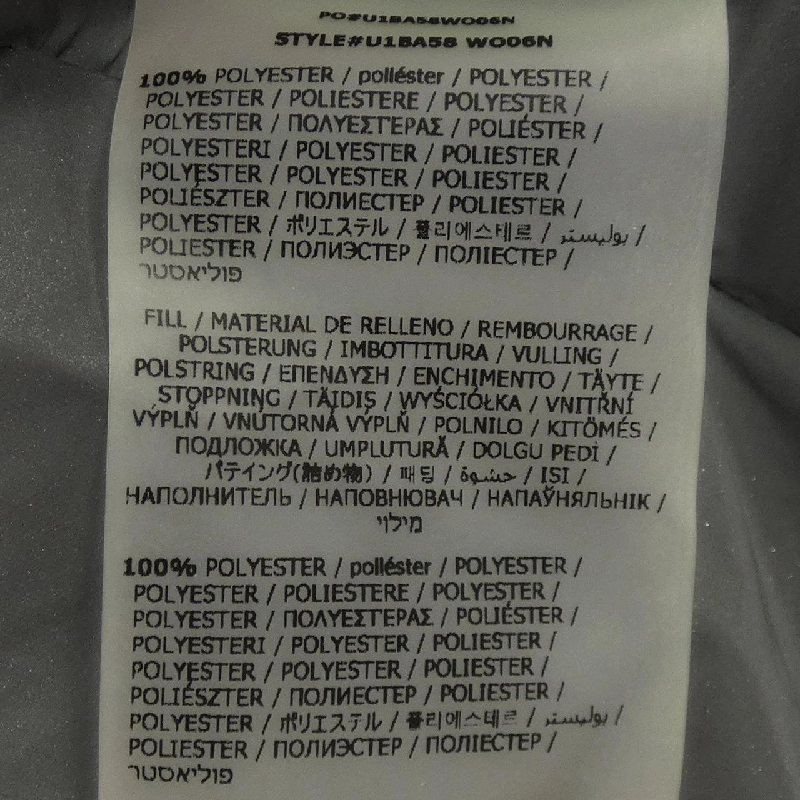 PO#U1BA58WO06N
STYLE#U1BA58 WO06N
100% POLYESTER / poliéster / POLYESTER /
POLYESTER / POLIESTERE / POLYESTER /
POLYESTER / ΠΟΛΥΕΣΤΕΡΑΣ / POLIÉSTER /
POLYESTERI / POLYESTER / POLIESTER /
POLYESTER / POLYESTER / POLIESTER /
POLIÉSZTER / ПОЛИЕСТЕР / POLIESTER /
POLYESTER / ポリエステル / 폴리에스테르 / بوليستر /
POLIESTER / ПОЛИЭСТЕР / ПОЛІЕСТЕР /
פוליאסטר
FILL / MATERIAL DE RELLENO / REMBOURRAGE /
POLSTERUNG / IMBOTTITURA / VULLING /
POLSTRING / ΕΠΕΝΔΥΣΗ / ENCHIMENTO / TÄYTE /
STOPPNING / TÄIDIS / WYŚCIÓŁKA / VNITŘNÍ
VÝPLŇ / VNÚTORNÁ VÝPLŇ / POLNILO / KITÖMÉS /
ПОДЛОЖКА / UMPLUTURĂ / DOLGU PEDİ /
パテイング(詰め物) / 패딩 / حشوة / ISI /
НАПОЛНИТЕЛЬ / НАПОВНЮВАЧ / НАПАЎНЯЛЬНІК /
מילוי
100% POLYESTER / poliéster / POLYESTER /
POLYESTER / POLIESTERE / POLYESTER /
POLYESTER / ΠΟΛΥΕΣΤΕΡΑΣ / POLIÉSTER /
POLYESTERI / POLYESTER / POLIESTER /
POLYESTER / POLYESTER / POLIESTER /
POLIÉSZTER / ПОЛИЕСТЕР / POLIESTER /
POLYESTER / ポリエステル / 폴리에스테르 / بوليستر /
POLIESTER / ПОЛИЭСТЕР / ПОЛІЕСТЕР /
פוליאסטר